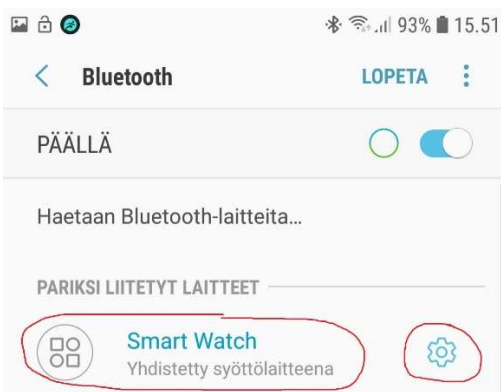 93% 15.51
Bluetooth LOPETA
PÄÄLLÄ
Haetaan Bluetooth-laitteita...
PARIKSI LIITETYT LAITTEET
Smart Watch
Yhdistetty syöttölaitteena